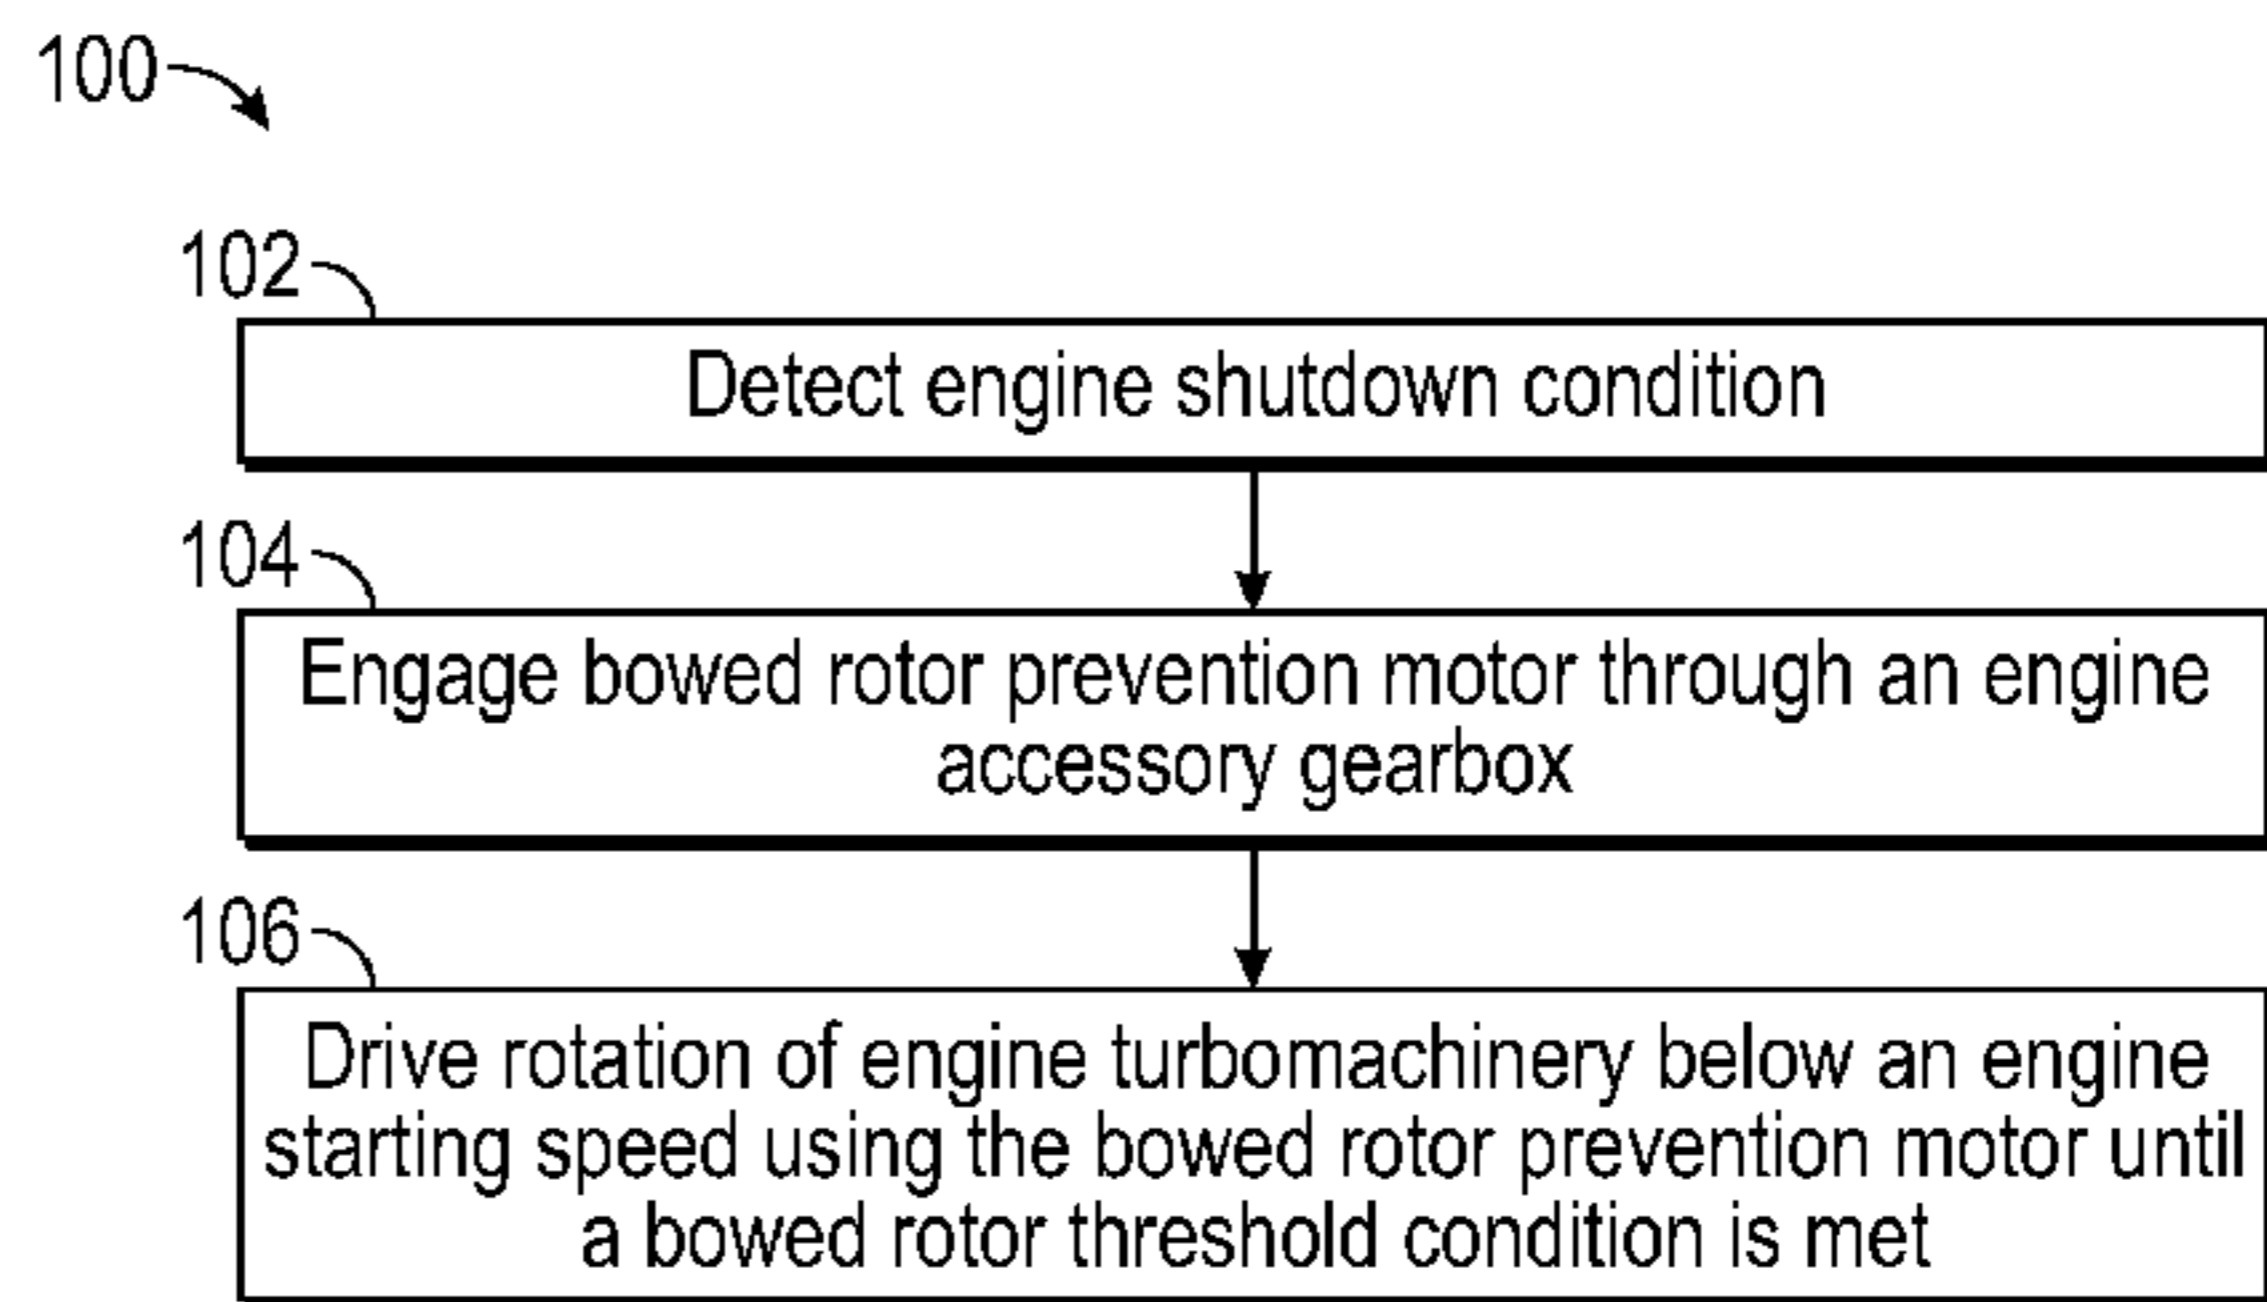 100
102
Detect engine shutdown condition
104
Engage bowed rotor prevention motor through an engine
accessory gearbox
106
Drive rotation of engine turbomachinery below an engine
starting speed using the bowed rotor prevention motor until
a bowed rotor threshold condition is met